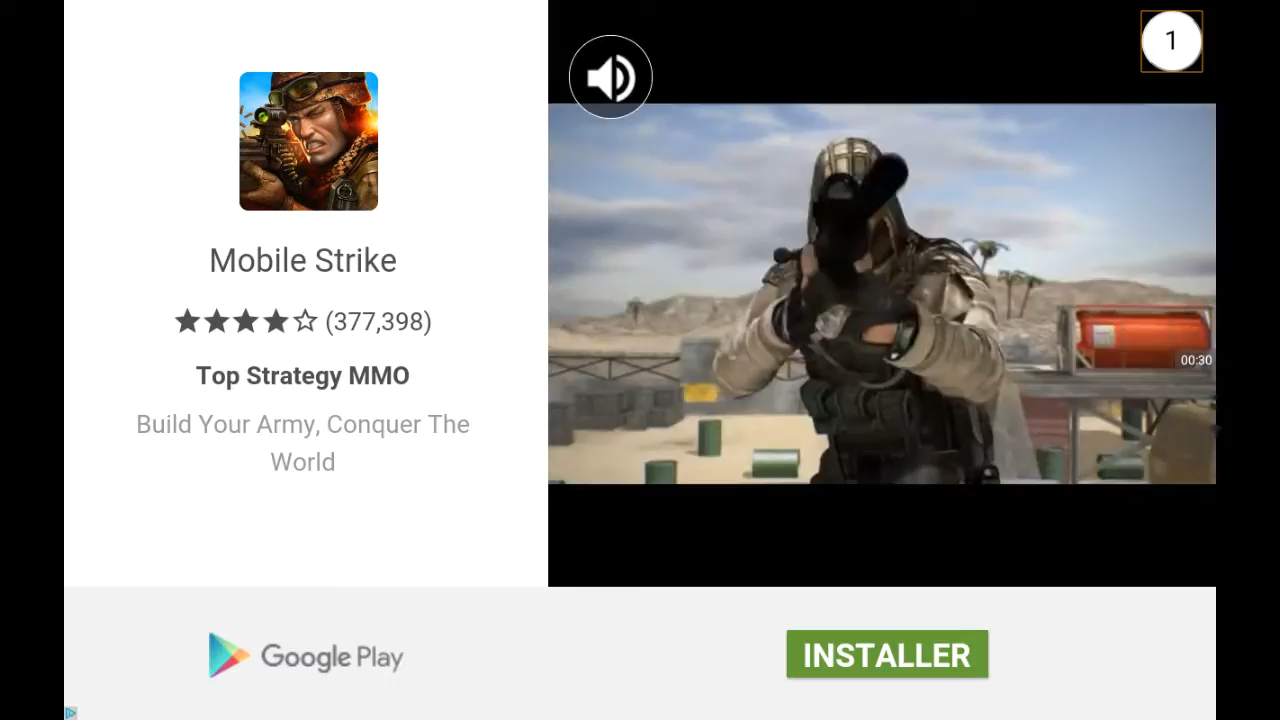 1
Mobile Strike
(377,398)
Top Strategy MMO
Build Your Army, Conquer The
World
00:30
Google Play
INSTALLER